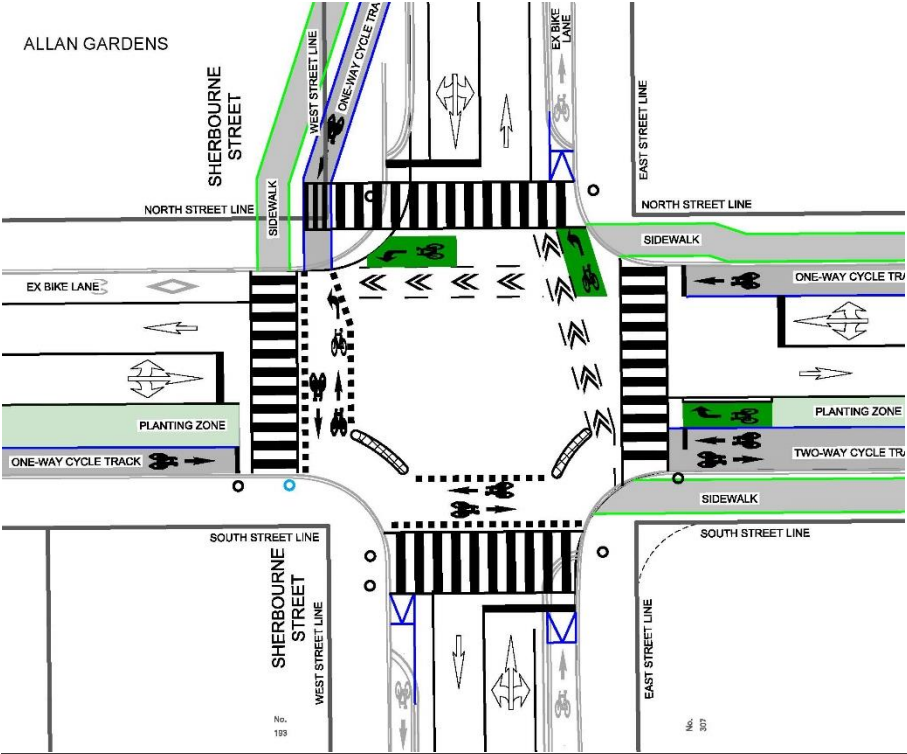 ALLAN GARDENS
SHERBOURNE
STREET
WEST STREET LINE
ONE-WAY CYCLE TRA
EX BIKE
LANE
EAST STREET LINE
NORTH STREET LINE
SIDEWALK
NORTH STREET LINE
SIDEWALK
EX BIKE LANE
ONE-WAY CYCLE TRA
PLANTING ZONE
PLANTING ZONE
ONE-WAY CYCLE TRACK
TWO-WAY CYCLE TRA
SIDEWALK
SOUTH STREET LINE
SOUTH STREET LINE
SHERBOURNE
STREET
WEST STREET LINE
EAST STREET LINE
No.
193
No.
307